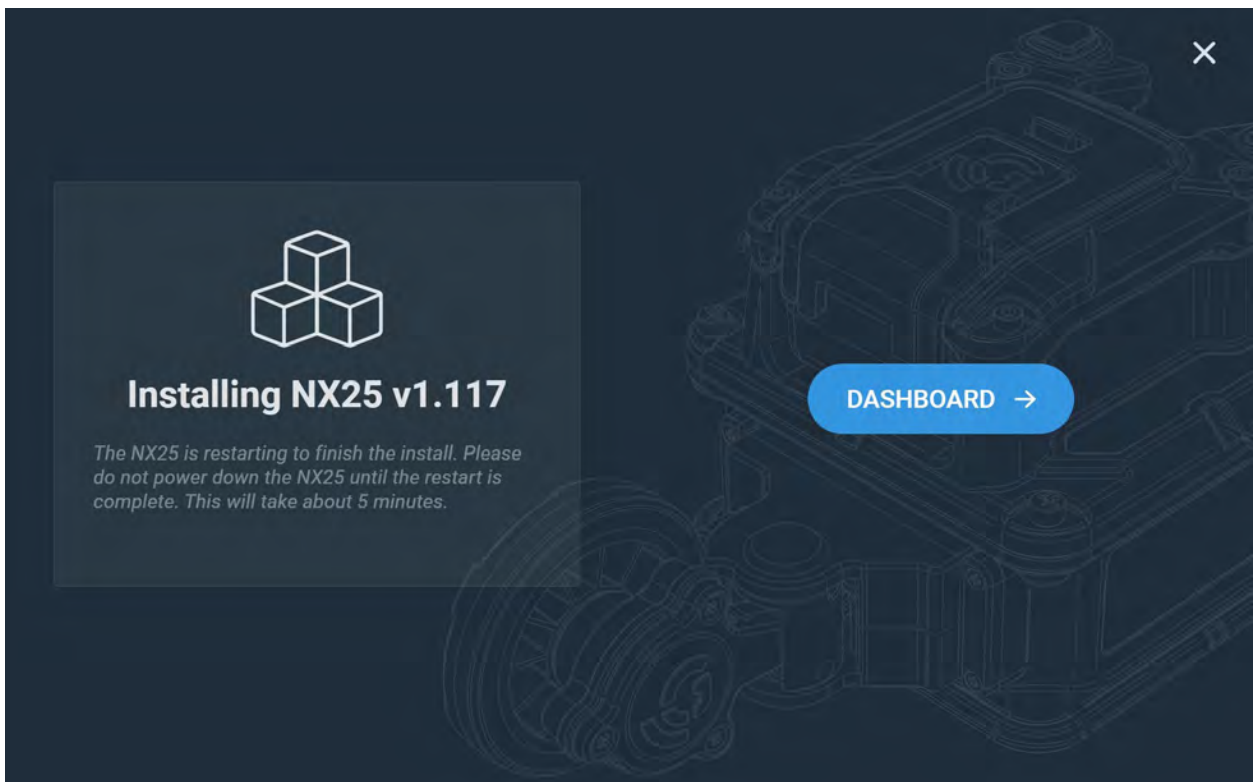 Installing NX25 v1.117
The NX25 is restarting to finish the install. Please
do not power down the NX25 until the restart is
complete. This will take about 5 minutes.
DASHBOARD